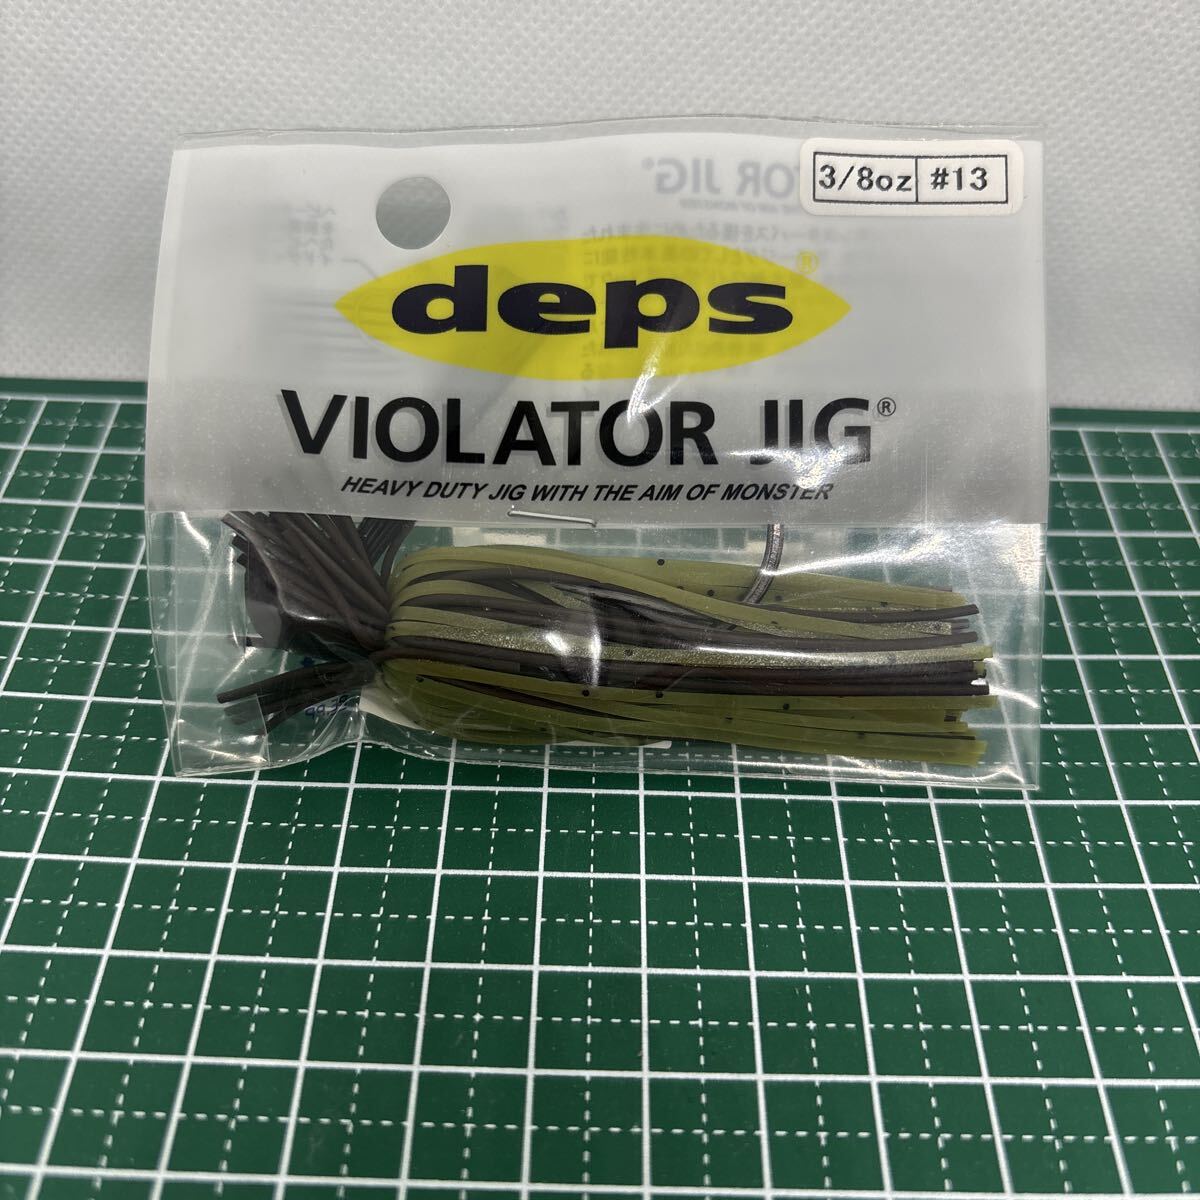 3/8oz #13
deps®
VIOLATOR JIG®
HEAVY DUTY JIG WITH THE AIM OF MONSTER